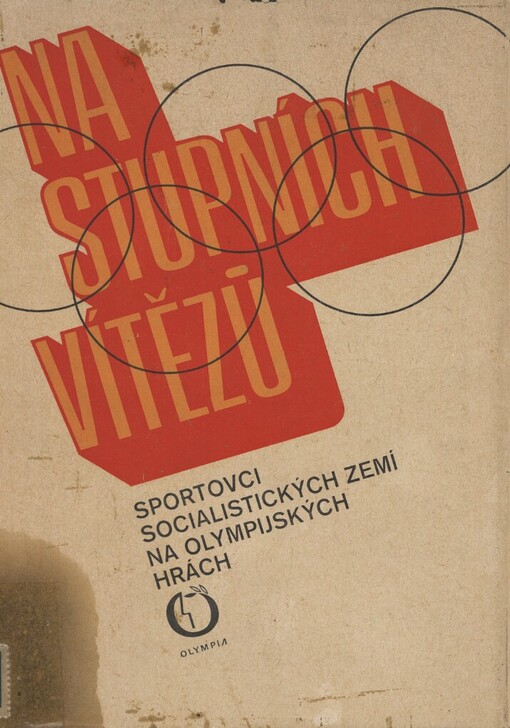 NA
STUPNÍCH
VÍTĚZŮ
SPORTOVCI
SOCIALISTICKÝCH ZEMÍ
NA OLYMPIJSKÝCH
HRÁCH
OLYMPIA